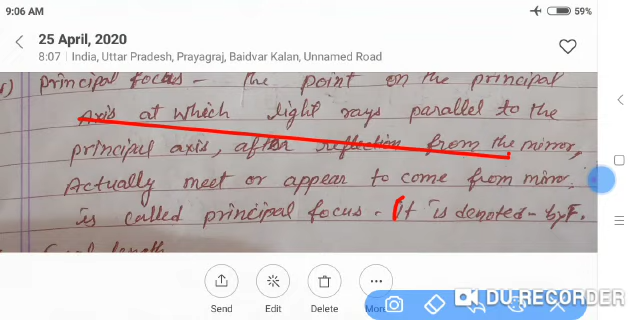 9:06 AM
59%
25 April, 2020
8:07 | India, Uttar Pradesh, Prayagraj, Baidvar Kalan, Unnamed Road
) principal focus - the point on the principal
Axis at which light rays parallel to the
principal axis, after reflection from the mirror,
Actually meet or appear to come from mirror.
is called principal focus. It is denoted - by F.
length
Send Edit Delete More
DU RECORDER